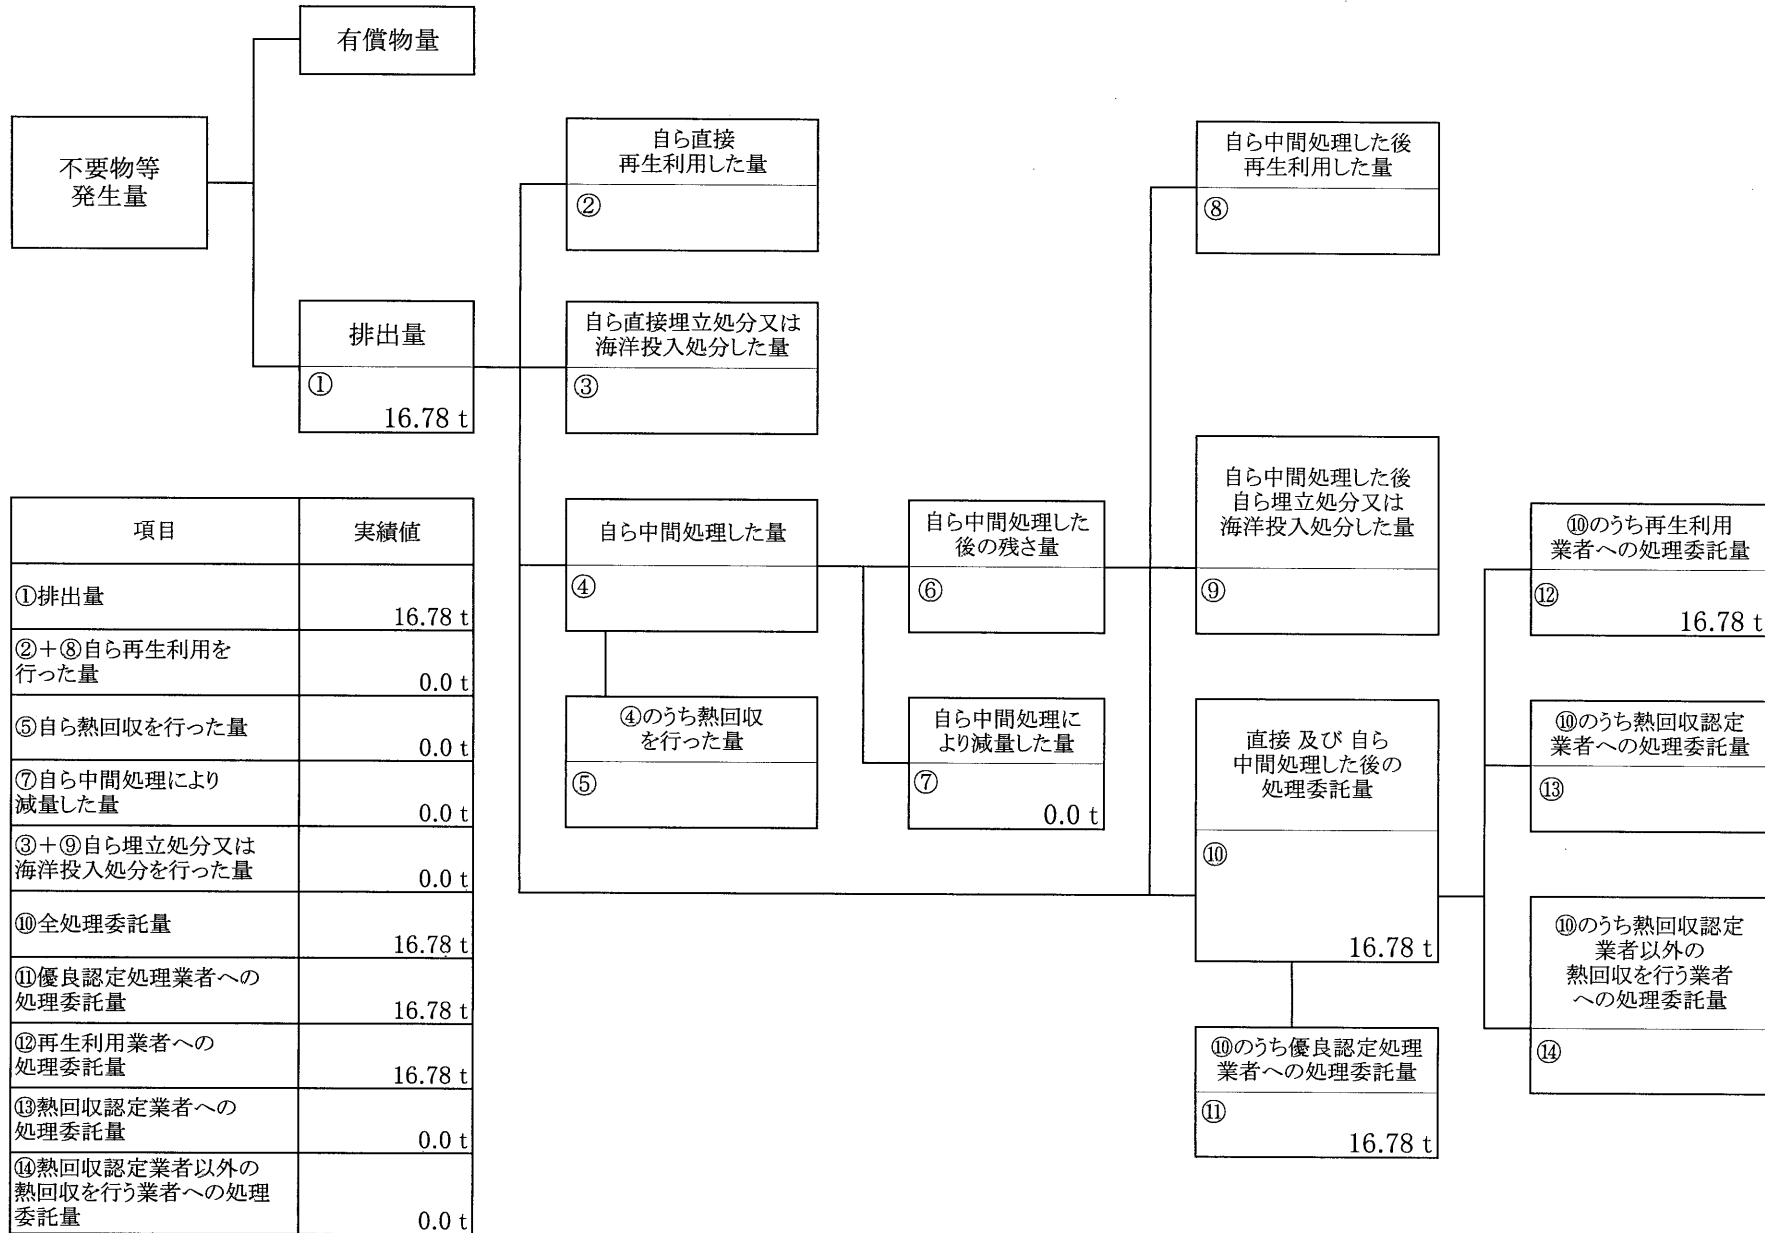 有償物量
不要物等
発生量
排出量
①
16.78 t
自ら直接
再生利用した量
②
自ら直接埋立処分又は
海洋投入処分した量
③
自ら中間処理した量
④
④のうち熱回収
を行った量
⑤
自ら中間処理した
後の残さ量
⑥
自ら中間処理に
より減量した量
⑦
0.0 t
自ら中間処理した後
再生利用した量
⑧
自ら中間処理した後
自ら埋立処分又は
海洋投入処分した量
⑨
直接 及び 自ら
中間処理した後の
処理委託量
⑩
16.78 t
⑩のうち優良認定処理
業者への処理委託量
⑪
16.78 t
⑩のうち再生利用
業者への処理委託量
⑫
16.78 t
⑩のうち熱回収認定
業者への処理委託量
⑬
⑩のうち熱回収認定
業者以外の
熱回収を行う業者
への処理委託量
⑭
項目 実績値
①排出量
16.78 t
②+⑧自ら再生利用を
行った量
0.0 t
⑤自ら熱回収を行った量
0.0 t
⑦自ら中間処理により
減量した量
0.0 t
③+⑨自ら埋立処分又は
海洋投入処分を行った量
0.0 t
⑩全処理委託量
16.78 t
⑪優良認定処理業者への
処理委託量
16.78 t
⑫再生利用業者への
処理委託量
16.78 t
⑬熱回収認定業者への
処理委託量
0.0 t
⑭熱回収認定業者以外の
熱回収を行う業者への処理
委託量
0.0 t